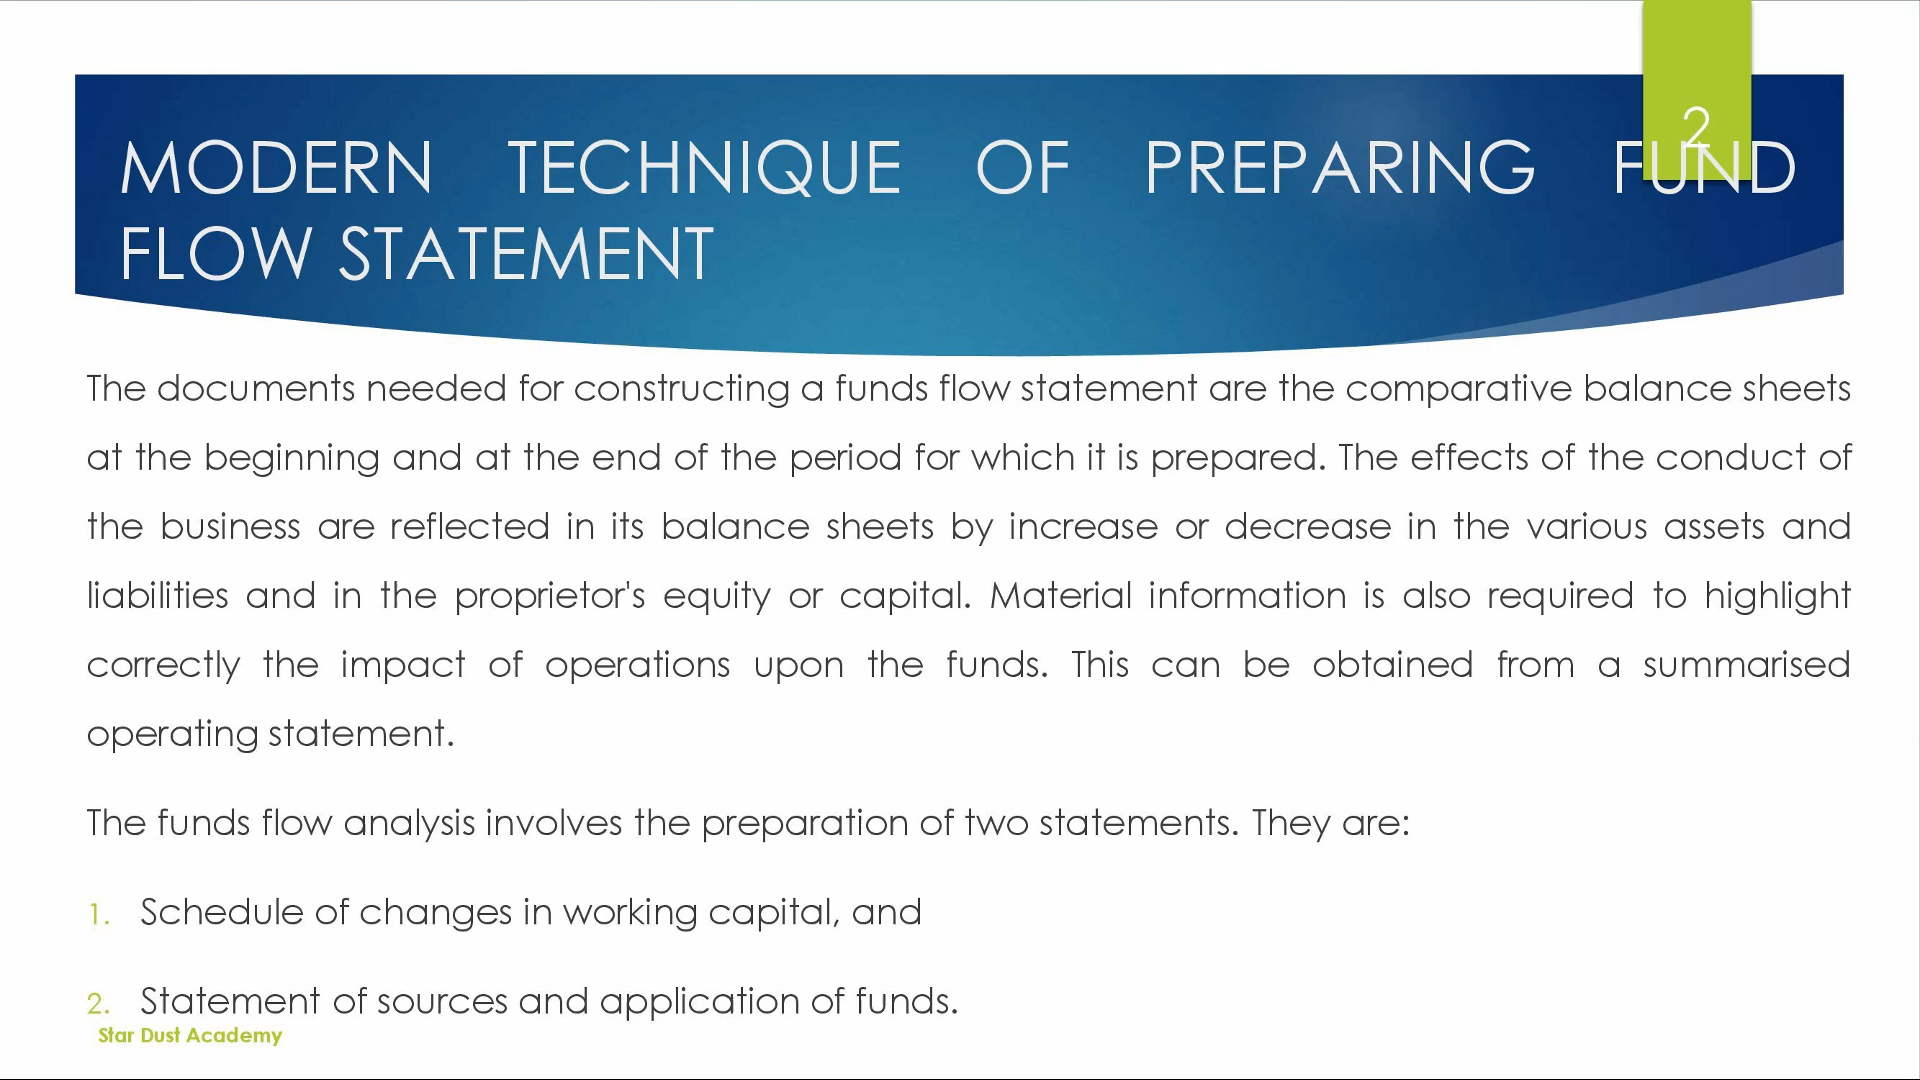 2
MODERN TECHNIQUE OF PREPARING FUND
FLOW STATEMENT
The documents needed for constructing a funds flow statement are the comparative balance sheets
at the beginning and at the end of the period for which it is prepared. The effects of the conduct of
the business are reflected in its balance sheets by increase or decrease in the various assets and
liabilities and in the proprietor's equity or capital. Material information is also required to highlight
correctly the impact of operations upon the funds. This can be obtained from a summarised
operating statement.
The funds flow analysis involves the preparation of two statements. They are:
1. Schedule of changes in working capital, and
2. Statement of sources and application of funds.
Star Dust Academy